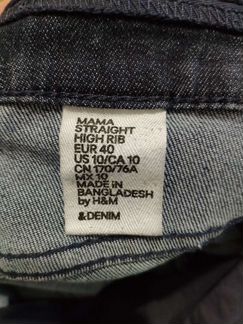 MAMA
STRAIGHT
HIGH RIB
EUR 40
US 10/CA 10
CN 170/76A
MX 10
MADE IN
BANGLADESH
by H&M
&DENIM